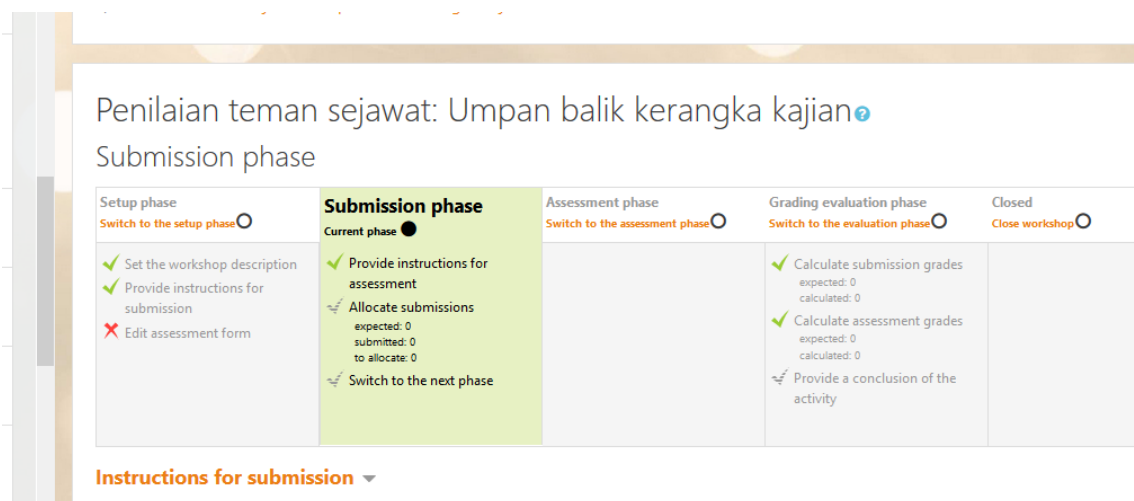 Penilaian teman sejawat: Umpan balik kerangka kajian
Submission phase
Setup phase
Switch to the setup phase
Set the workshop description
Provide instructions for
submission
Edit assessment form
Submission phase
Current phase
Provide instructions for
assessment
Allocate submissions
expected: 0
submitted: 0
to allocate: 0
Switch to the next phase
Assessment phase
Switch to the assessment phase
Grading evaluation phase
Switch to the evaluation phase
Calculate submission grades
expected: 0
calculated: 0
Calculate assessment grades
expected: 0
calculated: 0
Provide a conclusion of the
activity
Closed
Close workshop
Instructions for submission